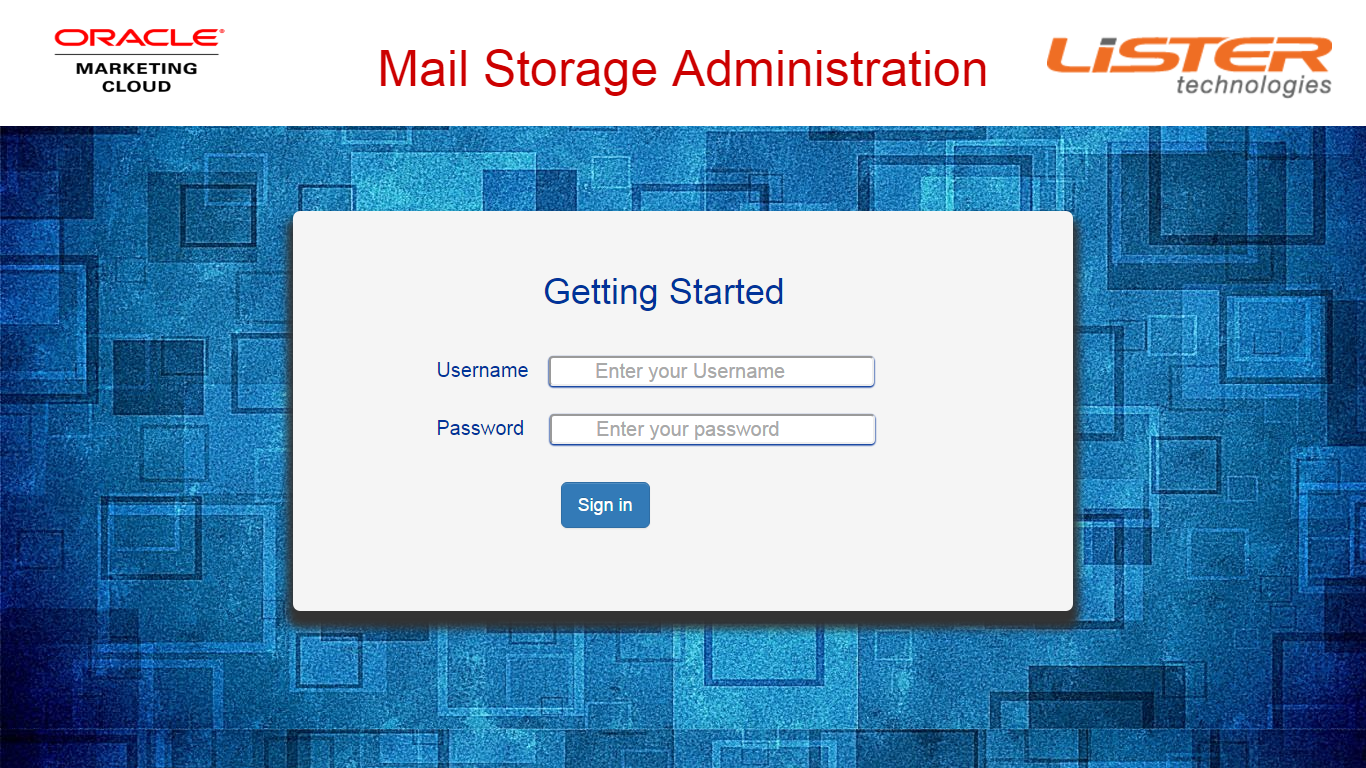 ORACLE®
MARKETING
CLOUD
Mail Storage Administration
LiSTER
technologies
Getting Started
Username Enter your Username
Password Enter your password
Sign in